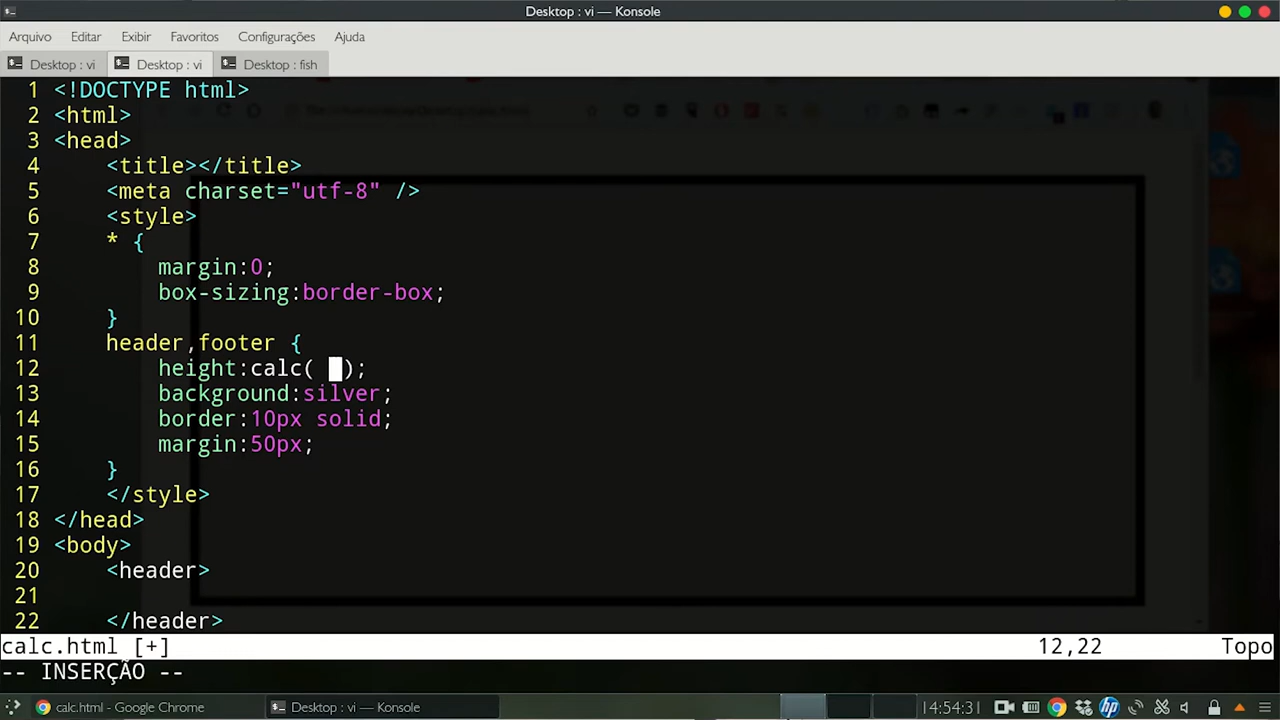 Desktop : vi — Konsole
Arquivo Editar Exibir Favoritos Configurações Ajuda
Desktop : vi Desktop : vi Desktop : fish
1 <!DOCTYPE html>
2 <html>
3 <head>
4 <title></title>
5 <meta charset="utf-8" />
6 <style>
7 * {
8 margin:0;
9 box-sizing:border-box;
10 }
11 header,footer {
12 height:calc( );
13 background:silver;
14 border:10px solid;
15 margin:50px;
16 }
17 </style>
18 </head>
19 <body>
20 <header>
21
22 </header>
calc.html [+] 12,22 Topo
-- INSERÇÃO --
calc.html - Google Chrome Desktop : vi — Konsole 14:54:31 hp